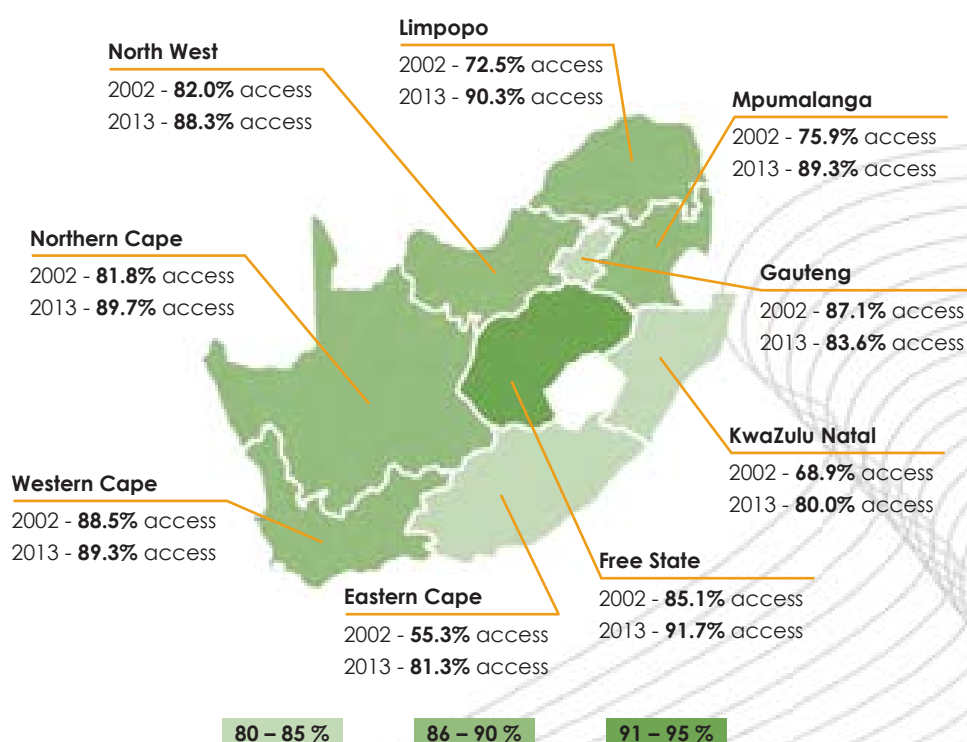 Limpopo
2002 - 72.5% access
2013 - 90.3% access
North West
2002 - 82.0% access
2013 - 88.3% access
Mpumalanga
2002 - 75.9% access
2013 - 89.3% access
Northern Cape
2002 - 81.8% access
2013 - 89.7% access
Gauteng
2002 - 87.1% access
2013 - 83.6% access
KwaZulu Natal
2002 - 68.9% access
2013 - 80.0% access
Western Cape
2002 - 88.5% access
2013 - 89.3% access
Free State
2002 - 85.1% access
2013 - 91.7% access
Eastern Cape
2002 - 55.3% access
2013 - 81.3% access
80 – 85 % 86 – 90 % 91 – 95 %